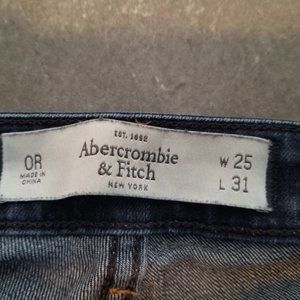 EST. 1892
Abercrombie
& Fitch
NEW YORK
0R
MADE IN
CHINA
W 25
L 31